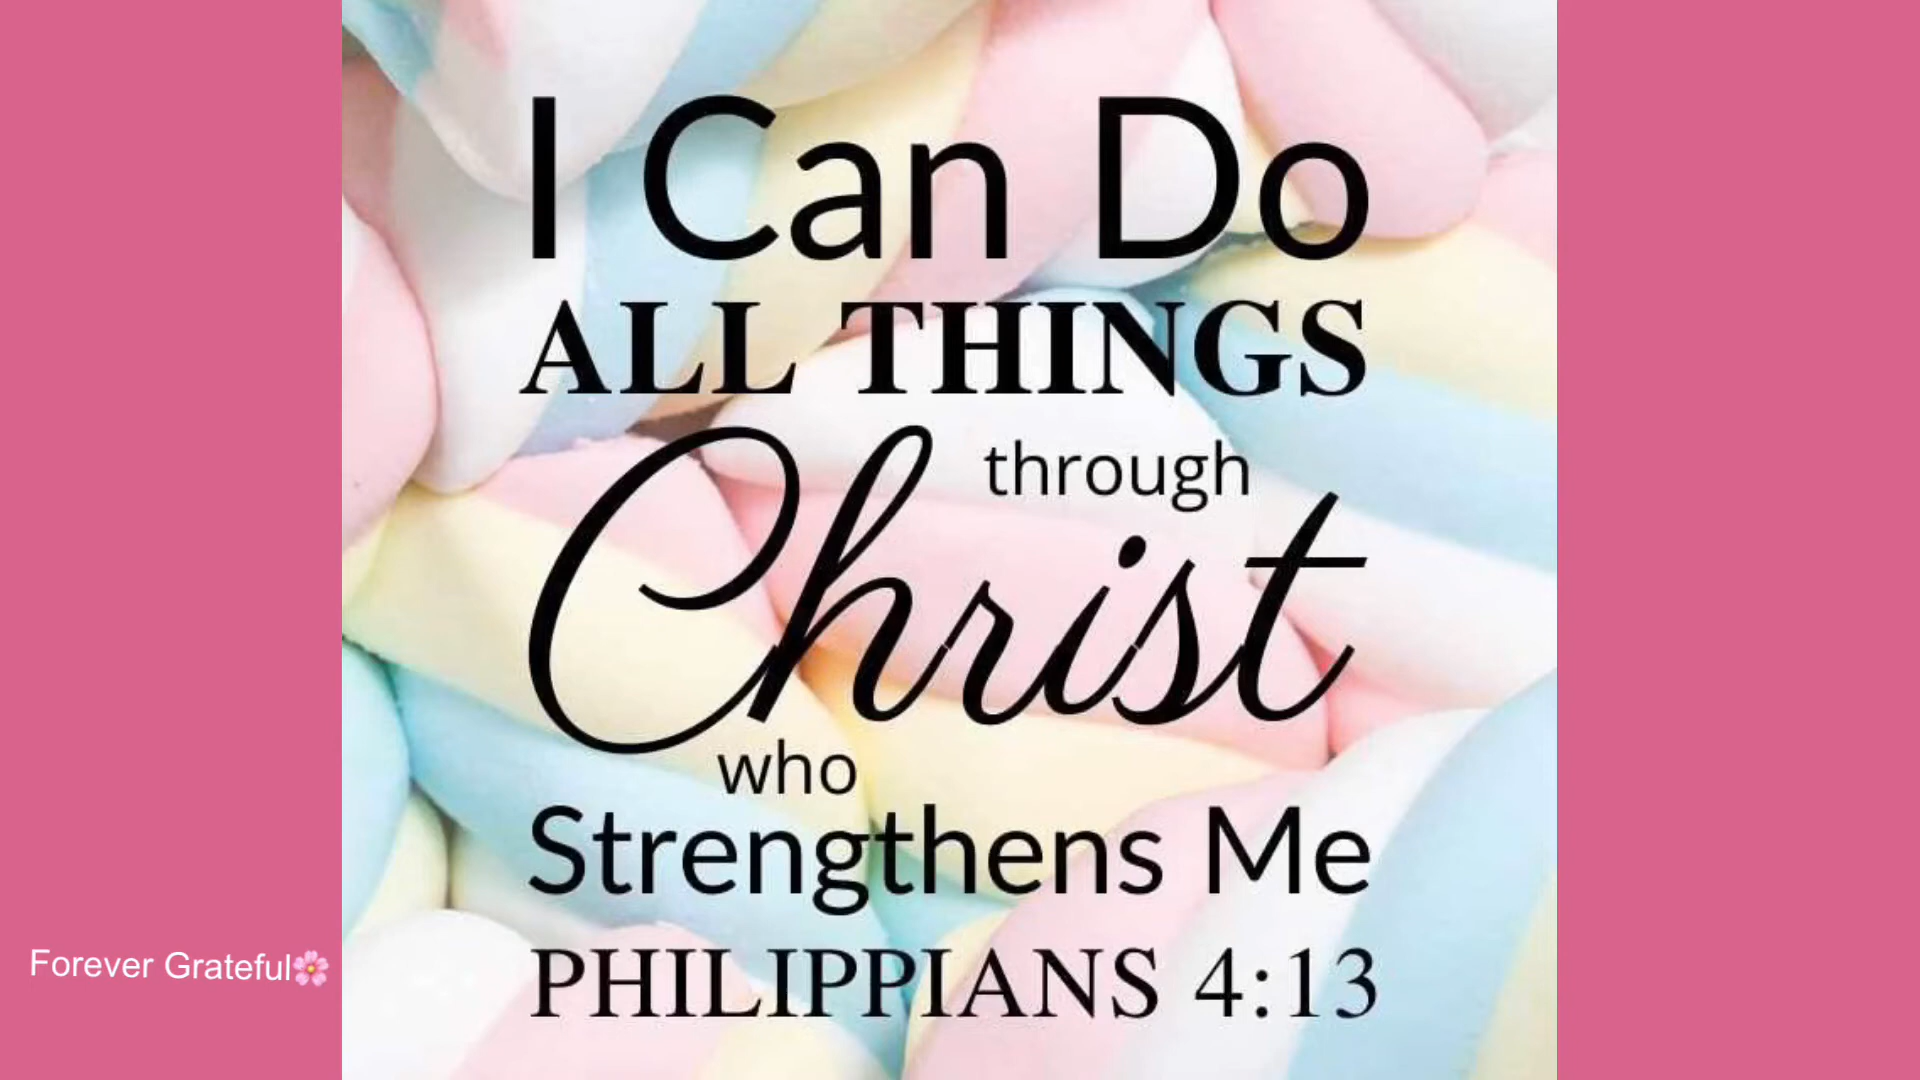 I Can Do
ALL THINGS
through
Christ
who
Strengthens Me
PHILIPPIANS 4:13
Forever Grateful🌸